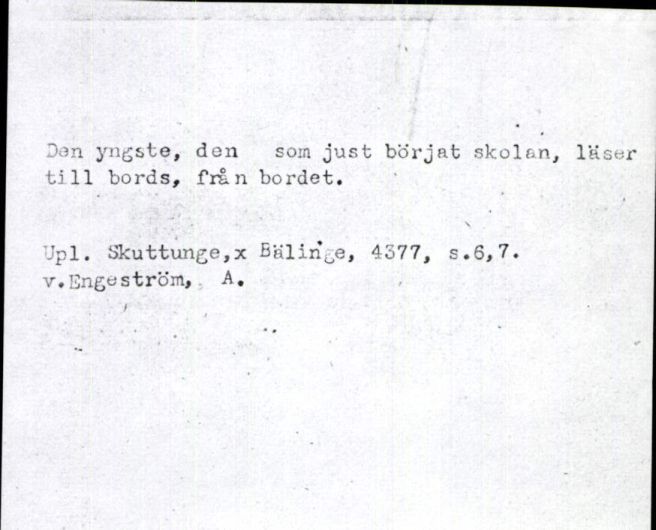 Den yngste, den som just börjat skolan, läser
till bords, från bordet.
Upl. Skuttunge,x Bälinge, 4377, s.6,7.
v.Engeström, A.